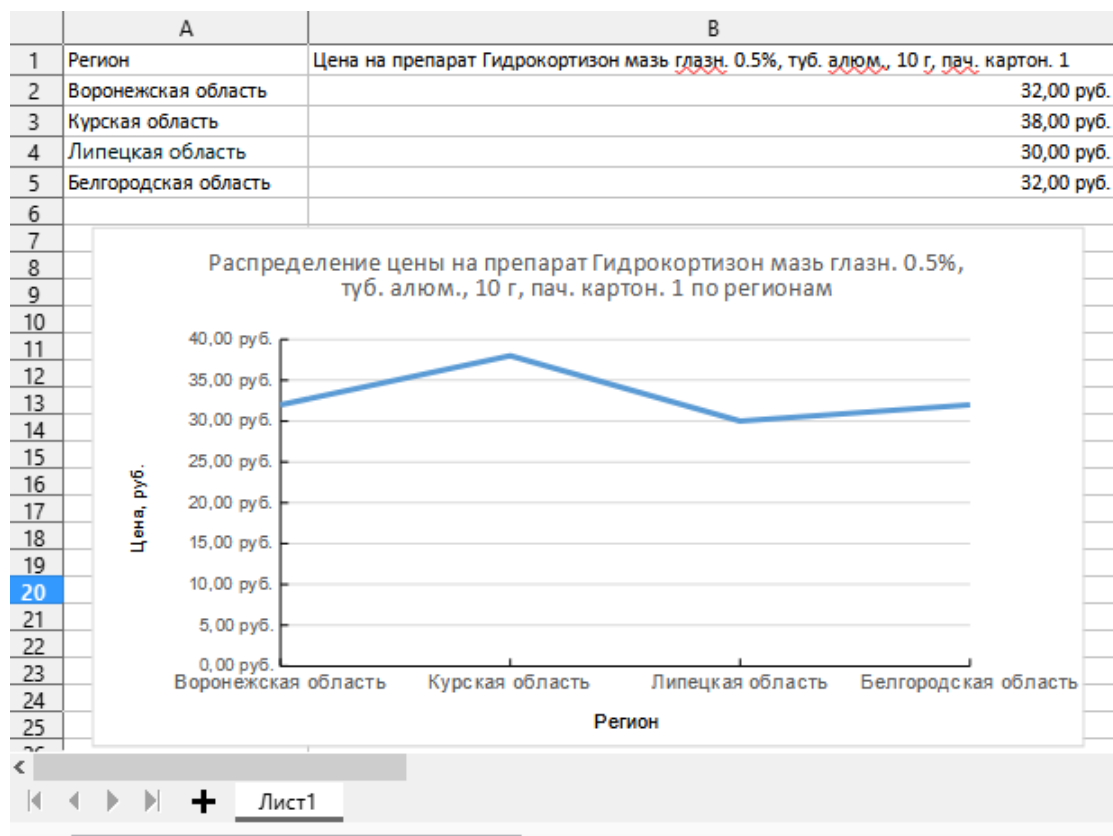 A B
1 Регион Цена на препарат Гидрокортизон мазь глазн. 0.5%, туб. алюм., 10 г, пач. картон. 1
2 Воронежская область 32,00 руб.
3 Курская область 38,00 руб.
4 Липецкая область 30,00 руб.
5 Белгородская область 32,00 руб.
6
7
8
9
10
11
12
13
14
15
16
17
18
19
20
21
22
23
24
25
Распределение цены на препарат Гидрокортизон мазь глазн. 0.5%,
туб. алюм., 10 г, пач. картон. 1 по регионам
40,00 руб.
35,00 руб.
30,00 руб.
25,00 руб.
20,00 руб.
15,00 руб.
10,00 руб.
5,00 руб.
0,00 руб.
Цена, руб.
Воронежская область Курская область Липецкая область Белгородская область
Регион
Лист1